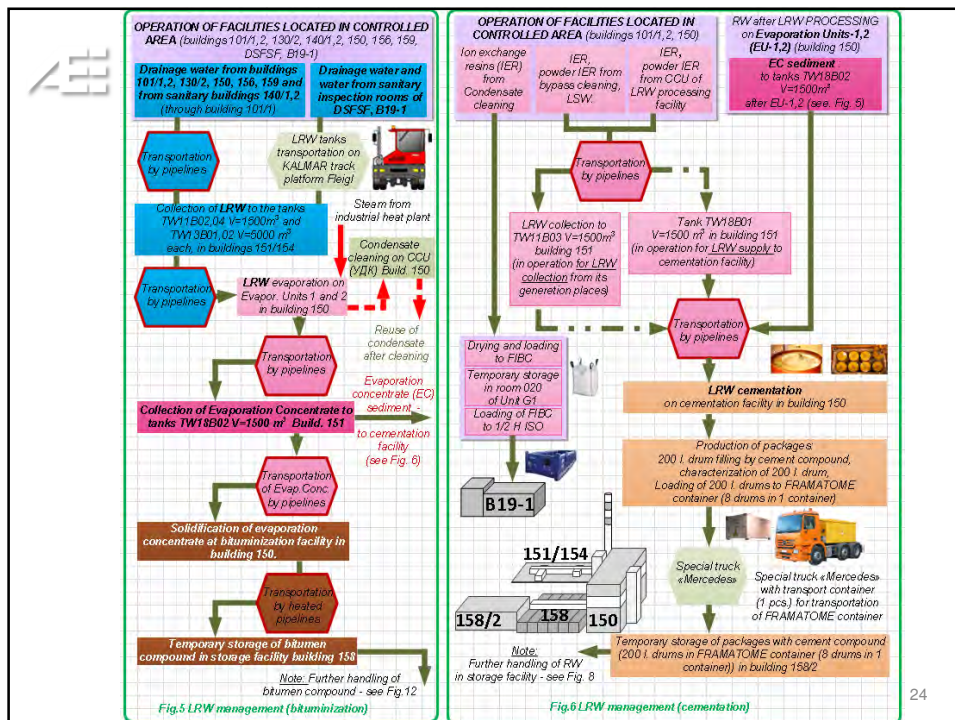 OPERATION OF FACILITIES LOCATED IN CONTROLLED
AREA (buildings 101/1,2, 130/2, 140/1,2, 150, 156, 159,
DSFSF, B19-1)
Drainage water from buildings
101/1,2, 130/2, 150, 156, 159 and
from sanitary buildings 140/1,2
(through building 101/1)
Drainage water and
water from sanitary
inspection rooms of
DSFSF, B19-1
Transportation
by pipelines
LRW tanks
transportation on
KALMAR track
platform Fleigl
Collection of LRW to the tanks
TW11B02,04 V=1500m³ and
TW13B01,02 V=5000 m³
each, in buildings 151/154
Steam from
industrial heat plant
Condensate
cleaning on CCU
(УДК) Build. 150
Transportation
by pipelines
LRW evaporation on
Evapor. Units 1 and 2
in building 150
Reuse of
condensate
after cleaning
Transportation
by pipelines
Evaporation
concentrate (EC)
sediment, -
to cementation
facility
(see Fig. 6)
Collection of Evaporation Concentrate to
tanks TW18B02 V=1500 m³ Build. 151
Transportation
of Evap.Conc.
by pipelines
Solidification of evaporation
concentrate at bituminization facility in
building 150.
Transportation
by heated
pipelines
Temporary storage of bitumen
compound in storage facility building 158
Note: Further handling of
bitumen compound - see Fig.12
Fig.5 LRW management (bituminization)
OPERATION OF FACILITIES LOCATED IN
CONTROLLED AREA (buildings 101/1,2, 150)
Ion exchange
resins (IER)
from
Condensate
cleaning
IER,
powder IER from
bypass cleaning,
LSW.
IER,
powder IER
from CCU of
LRW processing
facility
RW after LRW PROCESSING
on Evaporation Units-1,2
(EU-1,2) (building 150)
EC sediment
to tanks TW18B02
V=1500m³
after EU-1,2 (see. Fig. 5)
Transportation
by pipelines
LRW collection to
TW11B03 V=1500m³
building 151
(in operation for LRW
collection from its
generetion places)
Tank TW18B01
V=1500 m³ in building 151
(in operation for LRW supply to
cementation facility)
Transportation
by pipelines
Drying and loading
to FIBC
Temporary storage
in room 020
of Unit G1
Loading of FIBC
to 1/2 H ISO
LRW cementation
on cementation facility in building 150
Production of packages:
200 l. drum filling by cement compound,
characterization of 200 l. drum,
Loading of 200 l. drums to FRAMATOME
container (8 drums in 1 container)
B19-1
151/154
158/2
158
150
Special truck
«Mercedes»
Special truck «Mercedes»
with transport container
(1 pcs.) for transportation
of FRAMATOME container
Temporary storage of packages with cement compound
(200 l. drums in FRAMATOME container (8 drums in 1
container)) in building 158/2
Note:
Further handling of RW
in storage facility - see Fig. 8
Fig.6 LRW management (cementation)
24